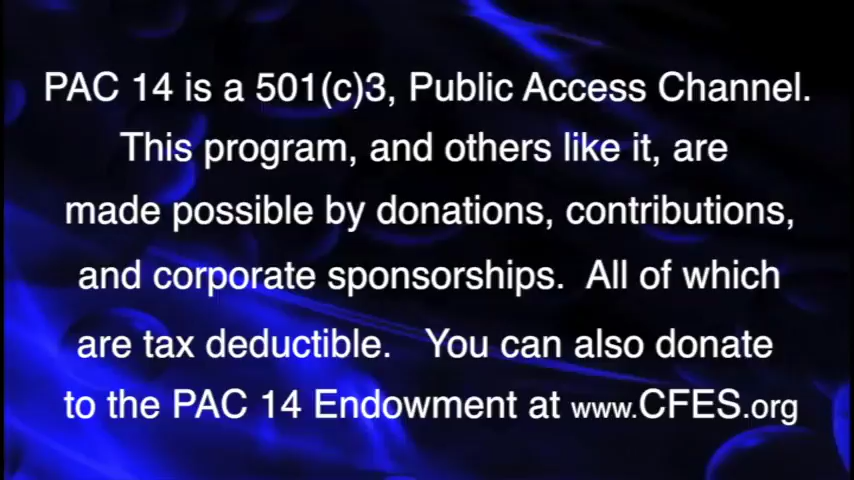 PAC 14 is a 501(c)3, Public Access Channel.
This program, and others like it, are
made possible by donations, contributions,
and corporate sponsorships.  All of which
are tax deductible.   You can also donate
to the PAC 14 Endowment at www.CFES.org